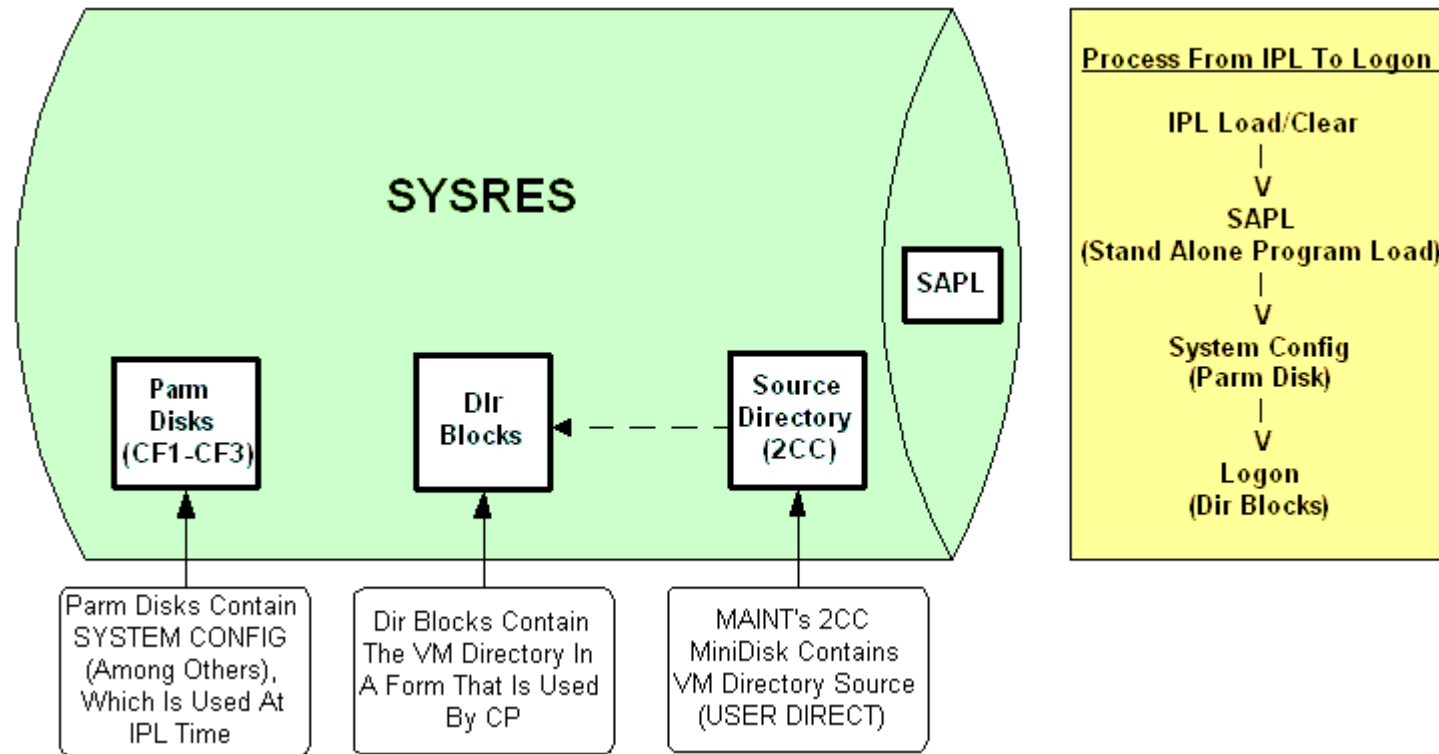 SYSRES
SAPL
Parm
Disks
(CF1-CF3)
DIr
Blocks
Source
Directory
(2CC)
Parm Disks Contain
SYSTEM CONFIG
(Among Others),
Which Is Used At
IPL Time
Dir Blocks Contain
The VM Directory In
A Form That Is Used
By CP
MAINT's 2CC
MiniDisk Contains
VM Directory Source
(USER DIRECT)
Process From IPL To Logon
IPL Load/Clear
|
V
SAPL
(Stand Alone Program Load)
|
V
System Config
(Parm Disk)
|
V
Logon
(Dir Blocks)